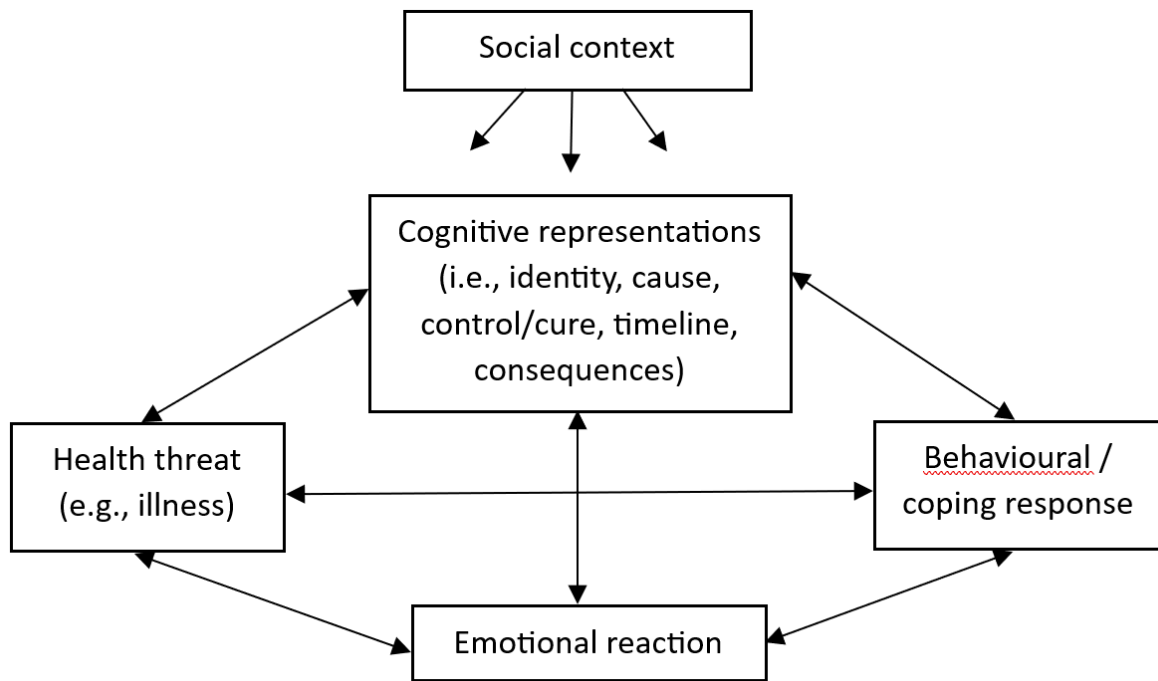 Social context
Cognitive representations
(i.e., identity, cause,
control/cure, timeline,
consequences)
Health threat
(e.g., illness)
Behavioural /
coping response
Emotional reaction